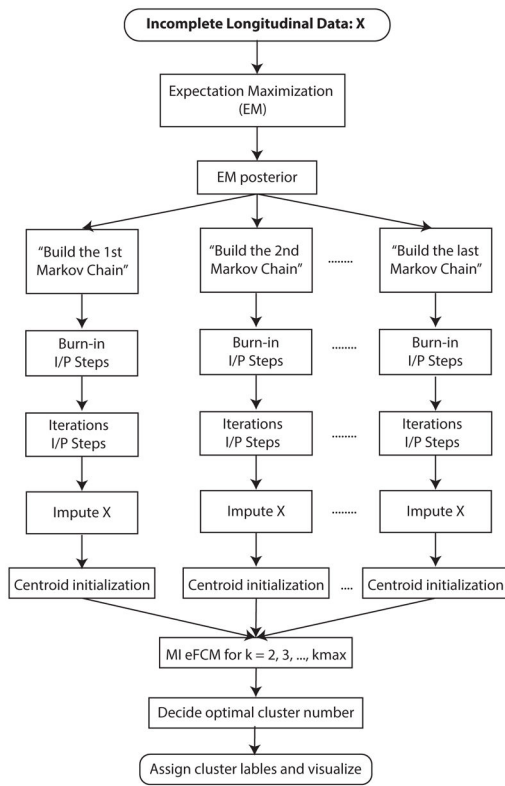 Incomplete Longitudinal Data: X
Expectation Maximization
(EM)
EM posterior
"Build the 1st
Markov Chain"
"Build the 2nd
Markov Chain"
........
"Build the last
Markov Chain"
Burn-in
I/P Steps
Burn-in
I/P Steps
........
Burn-in
I/P Steps
Iterations
I/P Steps
Iterations
I/P Steps
........
Iterations
I/P Steps
Impute X
Impute X
........
Impute X
Centroid initialization
Centroid initialization
....
Centroid initialization
MI eFCM for k = 2, 3, ..., kmax
Decide optimal cluster number
Assign cluster lables and visualize